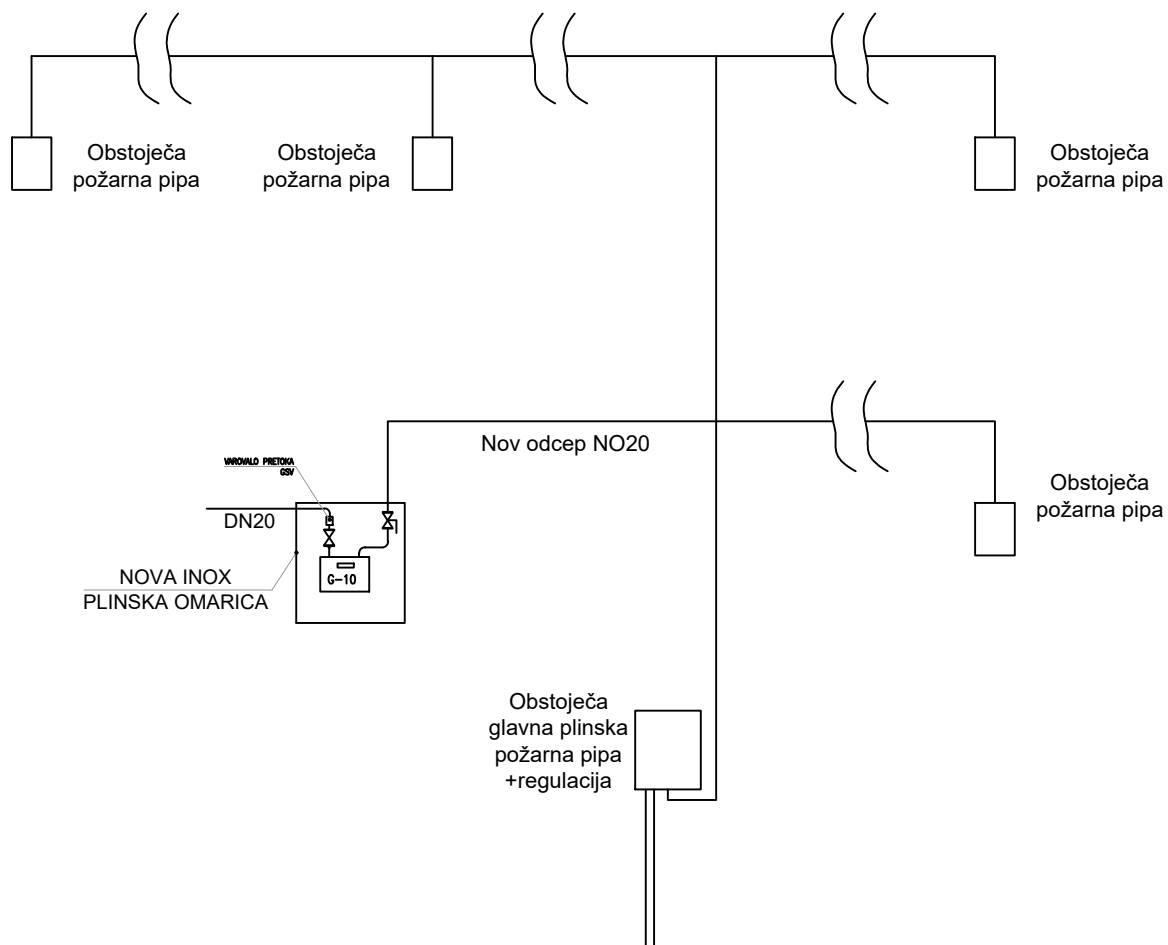 Obstoječa
požarna pipa
Obstoječa
požarna pipa
Obstoječa
požarna pipa
Nov odcep NO20
VAROVALO PRETOKA
GSV
DN20
Obstoječa
požarna pipa
NOVA INOX
PLINSKA OMARICA
G-10
Obstoječa
glavna plinska
požarna pipa
+regulacija